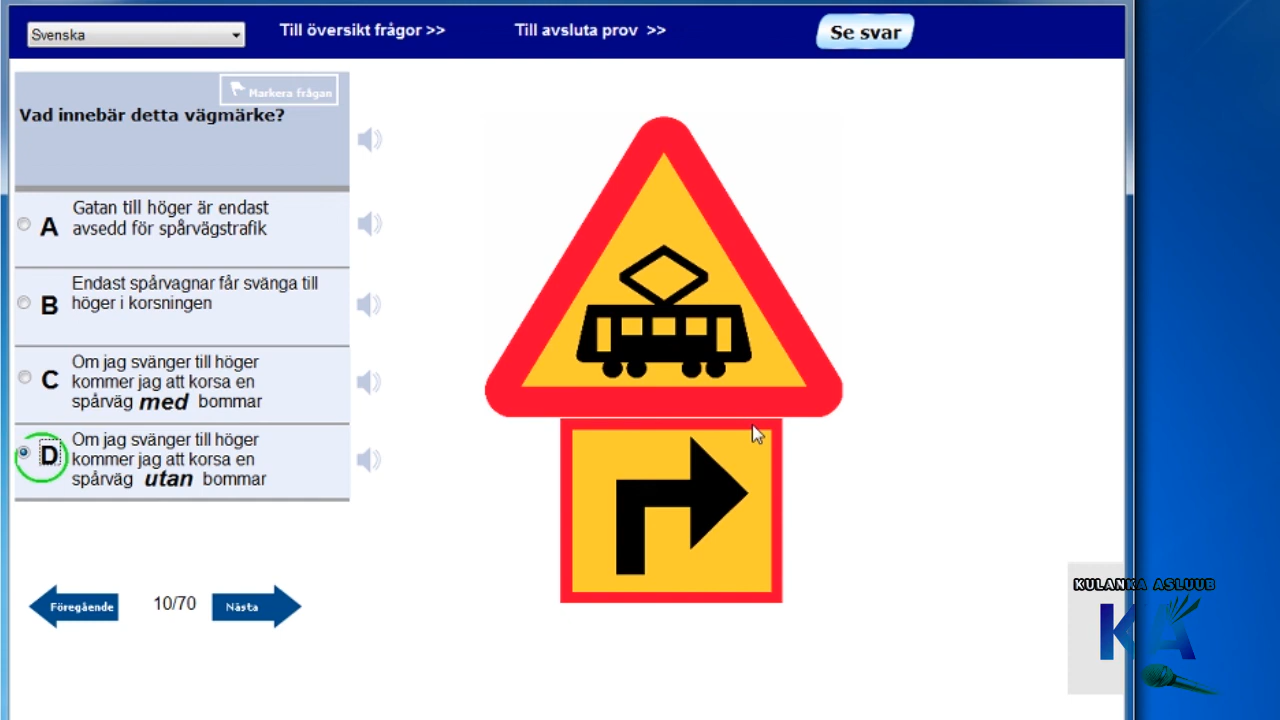 Svenska
Till översikt frågor >>
Till avsluta prov >>
Se svar
Markera frågan
Vad innebär detta vägmärke?
A
Gatan till höger är endast
avsedd för spårvägstrafik
B
Endast spårvagnar får svänga till
höger i korsningen
C
Om jag svänger till höger
kommer jag att korsa en
spårväg med bommar
D
Om jag svänger till höger
kommer jag att korsa en
spårväg utan bommar
Föregående
10/70
Nästa
KULANKA ASLUUB
KA